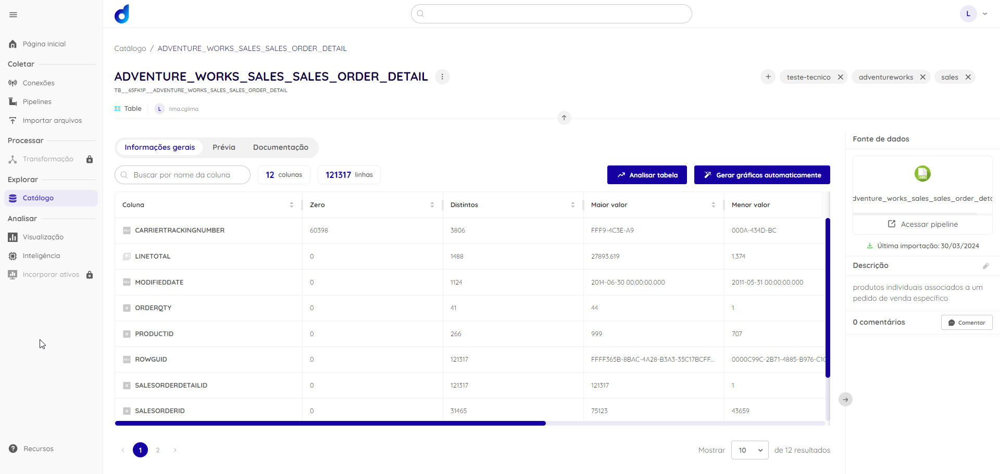 L
Página inicial
Coletar
Conexões
Pipelines
Importar arquivos
Processar
Transformação
Explorar
Catálogo
Analisar
Visualização
Inteligência
Incorporar ativos
Recursos
Catálogo / ADVENTURE_WORKS_SALES_SALES_ORDER_DETAIL
ADVENTURE_WORKS_SALES_SALES_ORDER_DETAIL
TB__65FK1P__ADVENTURE_WORKS_SALES_SALES_ORDER_DETAIL
Table L lima.cglima
+ teste-tecnico adventureworks sales
Informações gerais Prévia Documentação
Buscar por nome da coluna 12 colunas 121317 linhas Analisar tabela Gerar gráficos automaticamente
Coluna Zero Distintos Maior valor Menor valor
Abc CARRIERTRACKINGNUMBER 60398 3806 FFF9-4C3E-A9 000A-434D-BC
LINETOTAL 0 1488 27893.619 1.374
Abc MODIFIEDDATE 0 1124 2014-06-30 00:00:00.000 2011-05-31 00:00:00.000
# ORDERQTY 0 41 44 1
# PRODUCTID 0 266 999 707
Abc ROWGUID 0 121317 FFFF365B-8BAC-4A28-B3A3-35C17BCFF... 0000C99C-2B71-4885-B976-C1C
# SALESORDERDETAILID 0 121317 121317 1
# SALESORDERID 0 31465 75123 43659
1 2
Mostrar 10 de 12 resultados
Fonte de dados
CSV
dventure_works_sales_sales_order_deta
Acessar pipeline
Última importação: 30/03/2024
Descrição
produtos individuais associados a um
pedido de venda específico
0 comentários Comentar